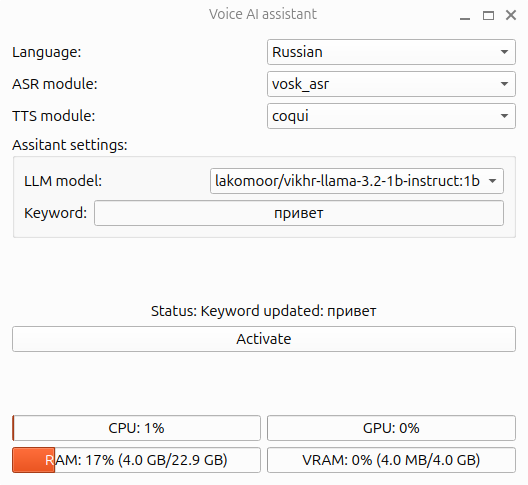 Voice AI assistant
Language: Russian
ASR module: vosk_asr
TTS module: coqui
Assitant settings:
LLM model: lakomoor/vikhr-llama-3.2-1b-instruct:1b
Keyword: привет
Status: Keyword updated: привет
Activate
CPU: 1% GPU: 0%
RAM: 17% (4.0 GB/22.9 GB) VRAM: 0% (4.0 MB/4.0 GB)